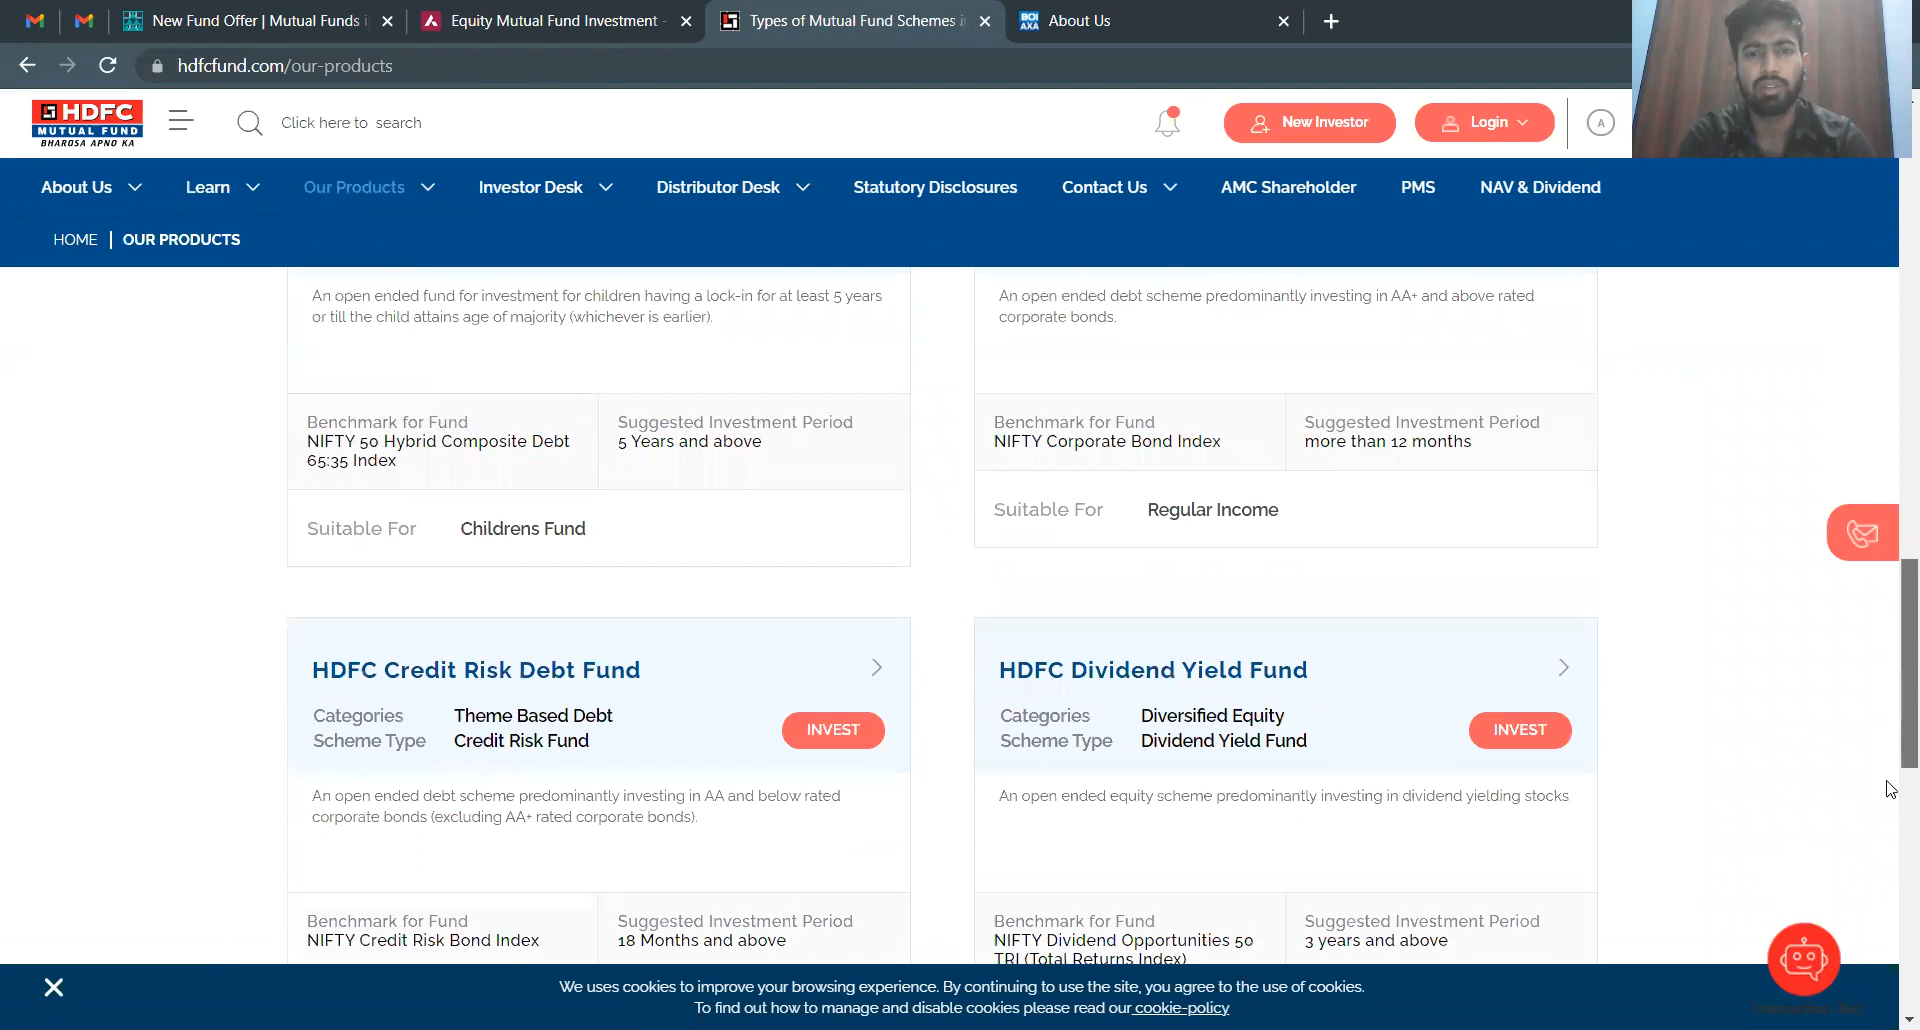 New Fund Offer | Mutual Funds i
Equity Mutual Fund Investment -
Types of Mutual Fund Schemes i
BOI AXA About Us
hdfcfund.com/our-products
HDFC
MUTUAL FUND
BHAROSA APNO KA
Click here to search
New Investor
Login
A
About Us
Learn
Our Products
Investor Desk
Distributor Desk
Statutory Disclosures
Contact Us
AMC Shareholder
PMS
NAV & Dividend
HOME | OUR PRODUCTS
An open ended fund for investment for children having a lock-in for at least 5 years
or till the child attains age of majority (whichever is earlier).
Benchmark for Fund
NIFTY 50 Hybrid Composite Debt
65:35 Index
Suggested Investment Period
5 Years and above
Suitable For Childrens Fund
An open ended debt scheme predominantly investing in AA+ and above rated
corporate bonds.
Benchmark for Fund
NIFTY Corporate Bond Index
Suggested Investment Period
more than 12 months
Suitable For Regular Income
HDFC Credit Risk Debt Fund
Categories Theme Based Debt
Scheme Type Credit Risk Fund
INVEST
An open ended debt scheme predominantly investing in AA and below rated
corporate bonds (excluding AA+ rated corporate bonds).
Benchmark for Fund
NIFTY Credit Risk Bond Index
Suggested Investment Period
18 Months and above
HDFC Dividend Yield Fund
Categories Diversified Equity
Scheme Type Dividend Yield Fund
INVEST
An open ended equity scheme predominantly investing in dividend yielding stocks
Benchmark for Fund
NIFTY Dividend Opportunities 50
TRI (Total Returns Index)
Suggested Investment Period
3 years and above
We uses cookies to improve your browsing experience. By continuing to use the site, you agree to the use of cookies.
To find out how to manage and disable cookies please read our cookie-policy